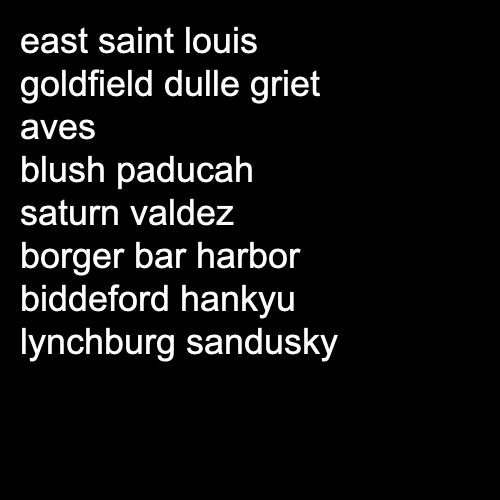 east saint louis
goldfield dulle griet
aves
blush paducah
saturn valdez
borger bar harbor
biddeford hankyu
lynchburg sandusky